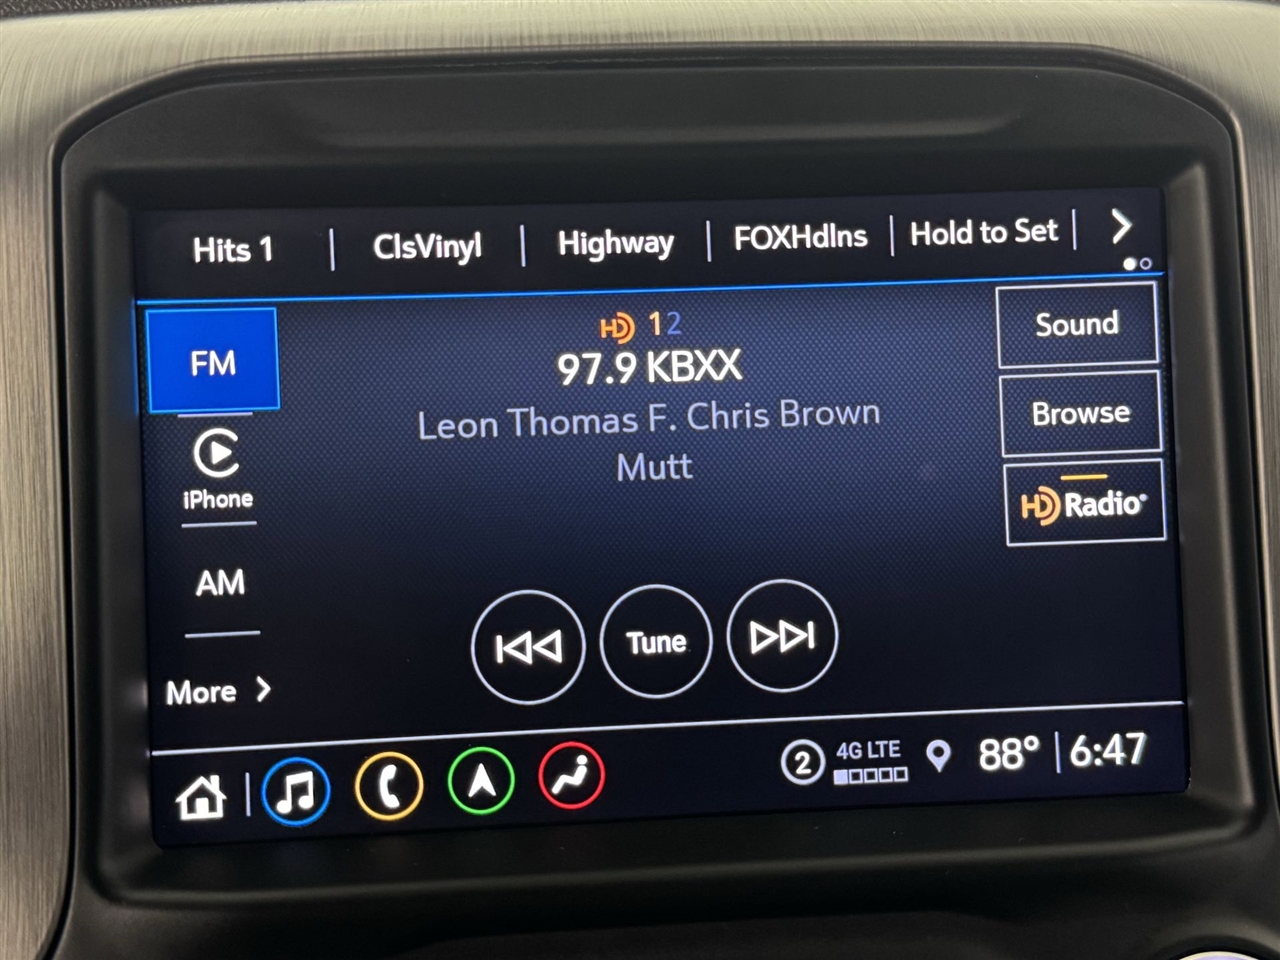 Hits 1 | ClsVinyl | Highway | FOXHdlns | Hold to Set |
HD 12
97.9 KBXX
Leon Thomas F. Chris Brown
Mutt
FM
iPhone
AM
More
Sound
Browse
HD Radio®
Tune
2 4G LTE 88° | 6:47